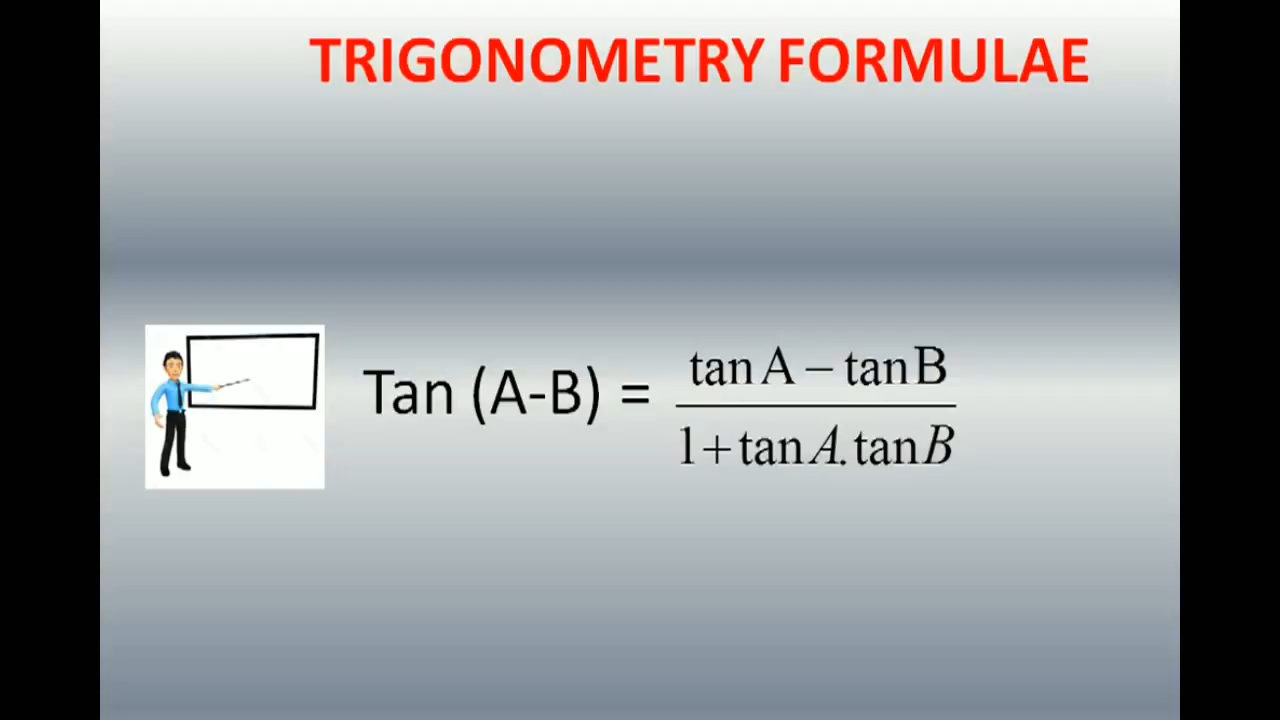 TRIGONOMETRY FORMULAE
Tan (A-B) = tan A – tan B
1+tan A.tan B